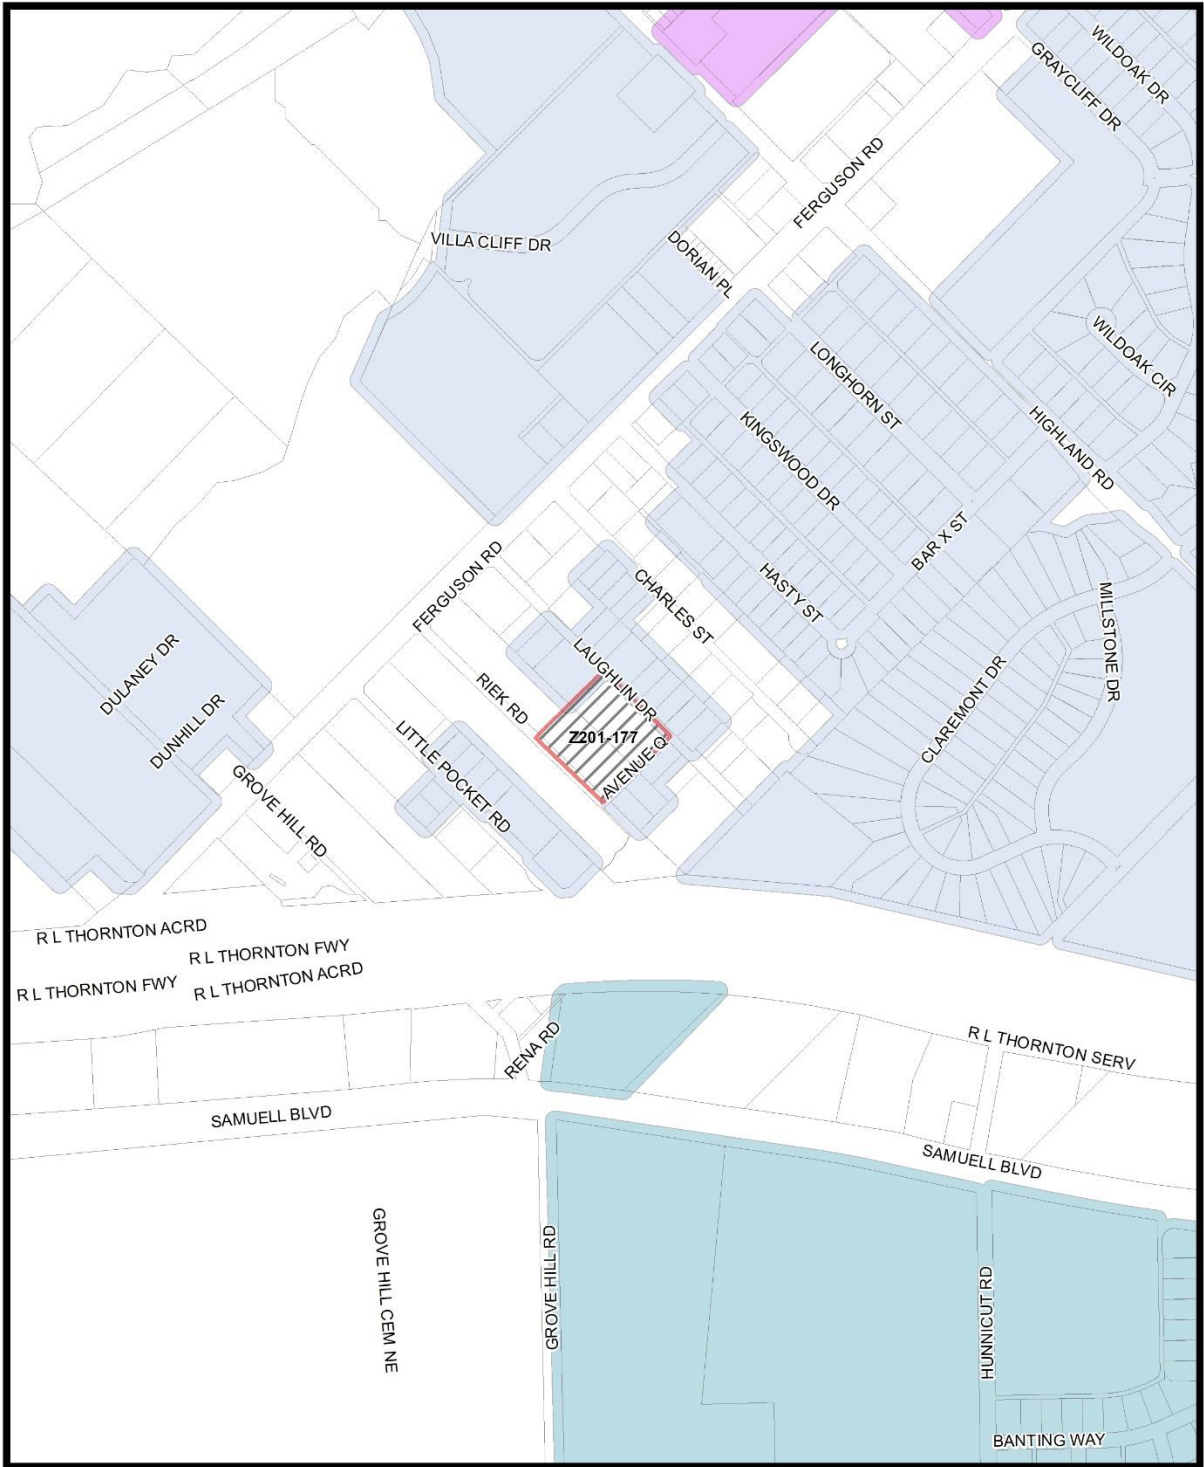 WILDOAK DR
GRAYCLIFF DR
FERGUSON RD
VILLA CLIFF DR
DORIAN PL
WILDOAK CIR
LONGHORN ST
KINGSWOOD DR
HIGHLAND RD
BAR X ST
FERGUSON RD
CHARLES ST
HASTY ST
MILLSTONE DR
DULANEY DR
LAUGHLIN DR
CLAREMONT DR
RIEK RD
DUNHILL DR
Z201-177
LITTLE POCKET RD
AVENUE Q
GROVE HILL RD
R L THORNTON ACRD
R L THORNTON FWY
R L THORNTON FWY
R L THORNTON ACRD
RENA RD
R L THORNTON SERV
SAMUELL BLVD
SAMUELL BLVD
GROVE HILL CEM NE
GROVE HILL RD
HUNNICUT RD
BANTING WAY